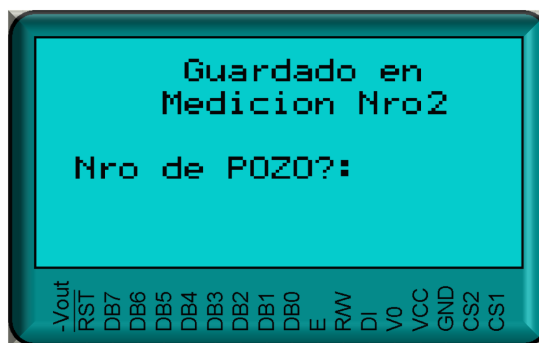 Guardado en
Medicion Nro2
Nro de POZO?:
-Vout
RST
DB7
DB6
DB5
DB4
DB3
DB2
DB1
DB0
E
R/W
DI
V0
VCC
GND
CS2
CS1